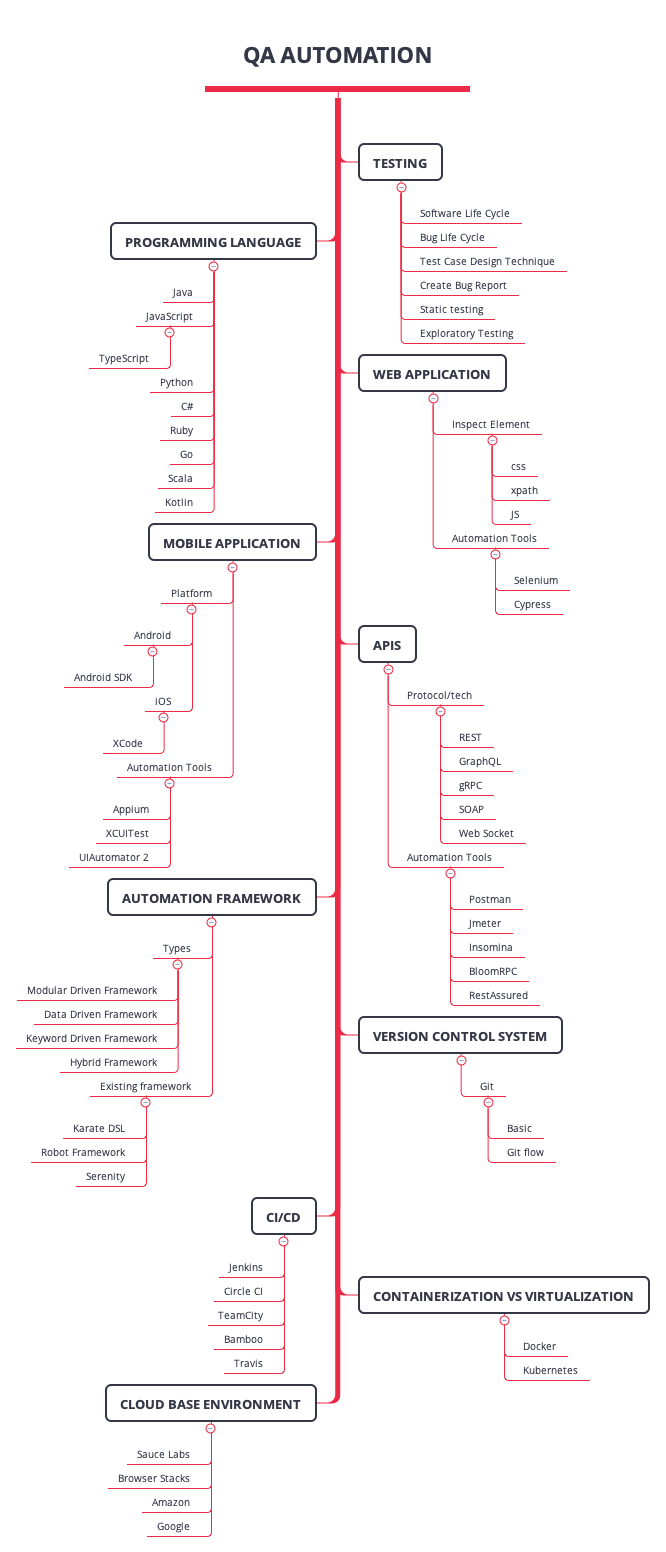 QA AUTOMATION
TESTING
Software Life Cycle
Bug Life Cycle
Test Case Design Technique
Create Bug Report
Static testing
Exploratory Testing
PROGRAMMING LANGUAGE
Java
JavaScript
TypeScript
Python
C#
Ruby
Go
Scala
Kotlin
WEB APPLICATION
Inspect Element
css
xpath
JS
Automation Tools
Selenium
Cypress
MOBILE APPLICATION
Platform
Android
Android SDK
iOS
XCode
Automation Tools
Appium
XCUITest
UIAutomator 2
APIS
Protocol/tech
REST
GraphQL
gRPC
SOAP
Web Socket
Automation Tools
Postman
Jmeter
Insomina
BloomRPC
RestAssured
AUTOMATION FRAMEWORK
Types
Modular Driven Framework
Data Driven Framework
Keyword Driven Framework
Hybrid Framework
Existing framework
Karate DSL
Robot Framework
Serenity
VERSION CONTROL SYSTEM
Git
Basic
Git flow
CI/CD
Jenkins
Circle CI
TeamCity
Bamboo
Travis
CONTAINERIZATION VS VIRTUALIZATION
Docker
Kubernetes
CLOUD BASE ENVIRONMENT
Sauce Labs
Browser Stacks
Amazon
Google